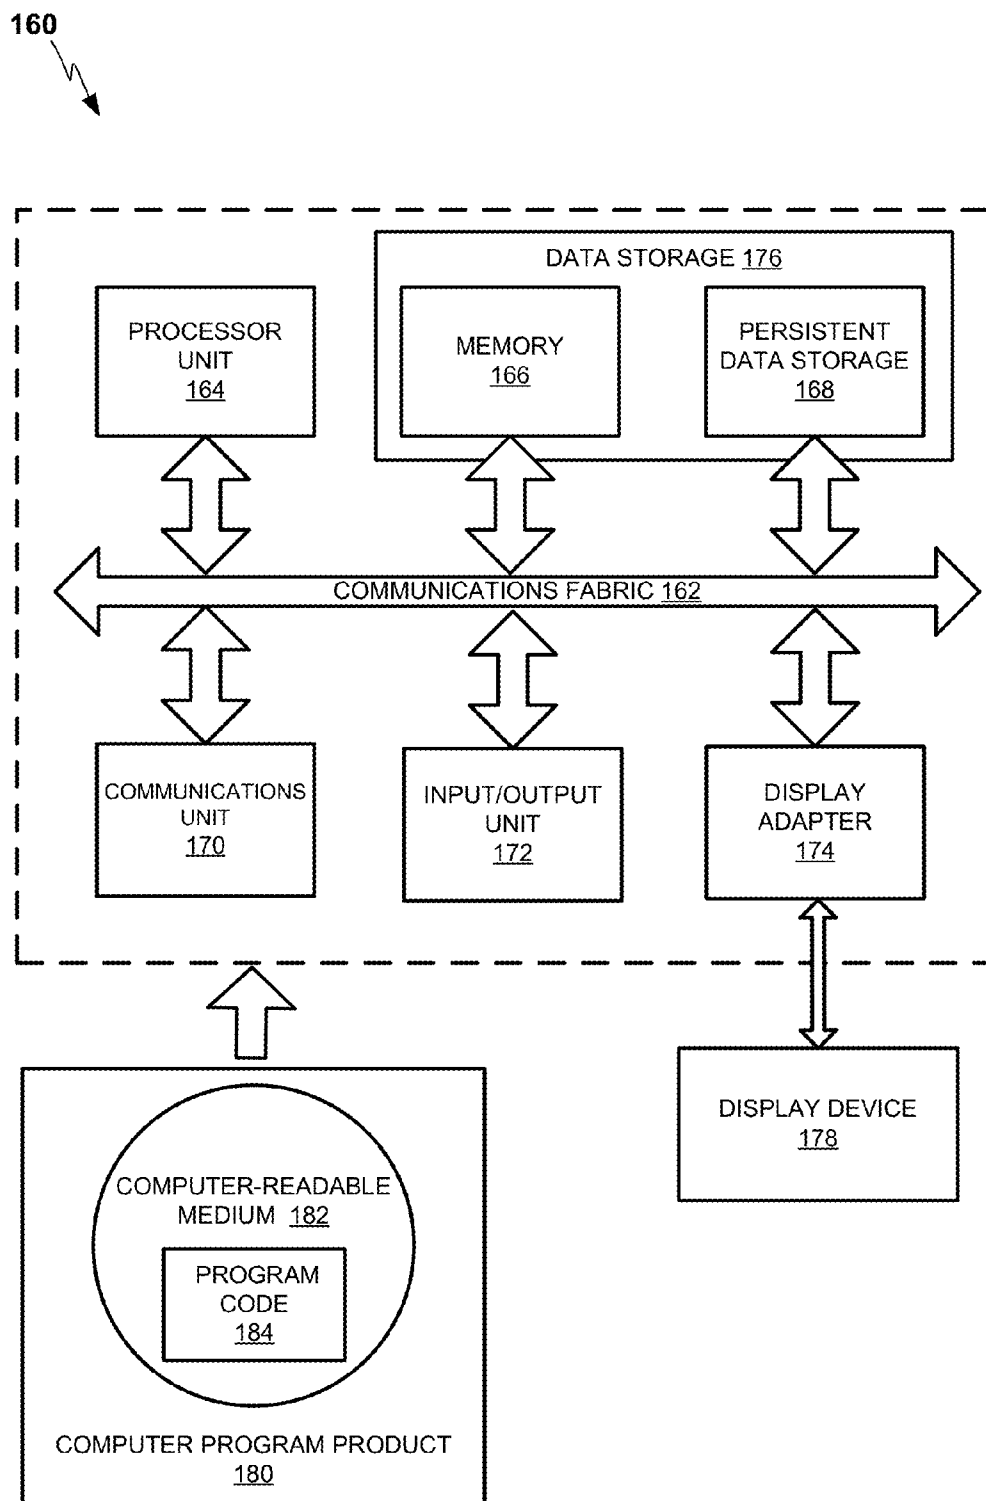 160
DATA STORAGE 176
PROCESSOR
UNIT
164
MEMORY
166
PERSISTENT
DATA STORAGE
168
COMMUNICATIONS FABRIC 162
COMMUNICATIONS
UNIT
170
INPUT/OUTPUT
UNIT
172
DISPLAY
ADAPTER
174
DISPLAY DEVICE
178
COMPUTER-READABLE
MEDIUM 182
PROGRAM
CODE
184
COMPUTER PROGRAM PRODUCT
180